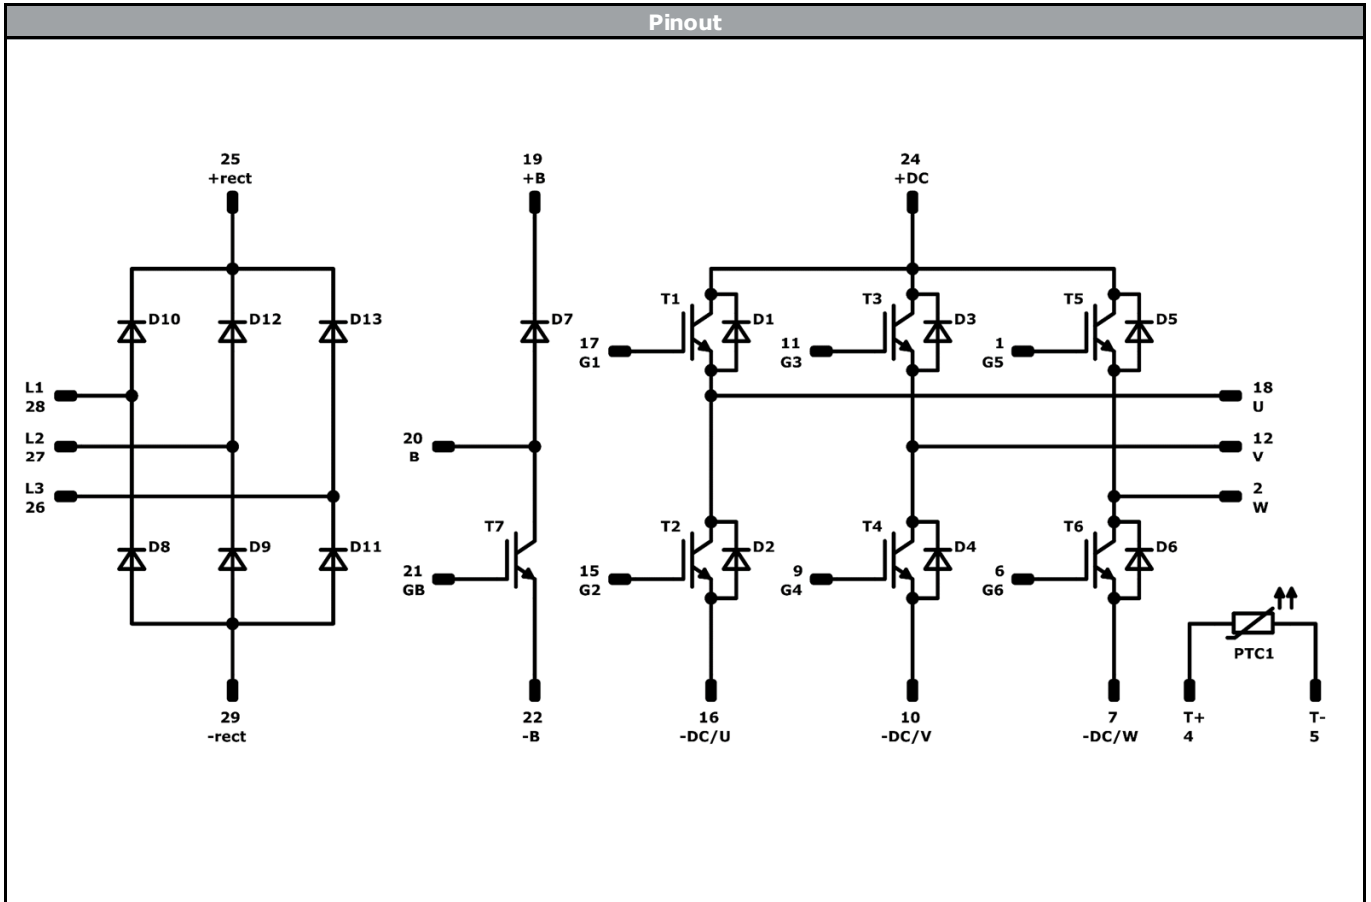 Pinout
25
+rect
19
+B
24
+DC
D10
D12
D13
D7
T1
D1
T3
D3
T5
D5
17
G1
11
G3
1
G5
L1
28
18
U
L2
27
20
B
12
V
L3
26
2
W
D8
D9
D11
T7
T2
D2
T4
D4
T6
D6
21
GB
15
G2
9
G4
6
G6
PTC1
29
-rect
22
-B
16
-DC/U
10
-DC/V
7
-DC/W
T+
4
T-
5